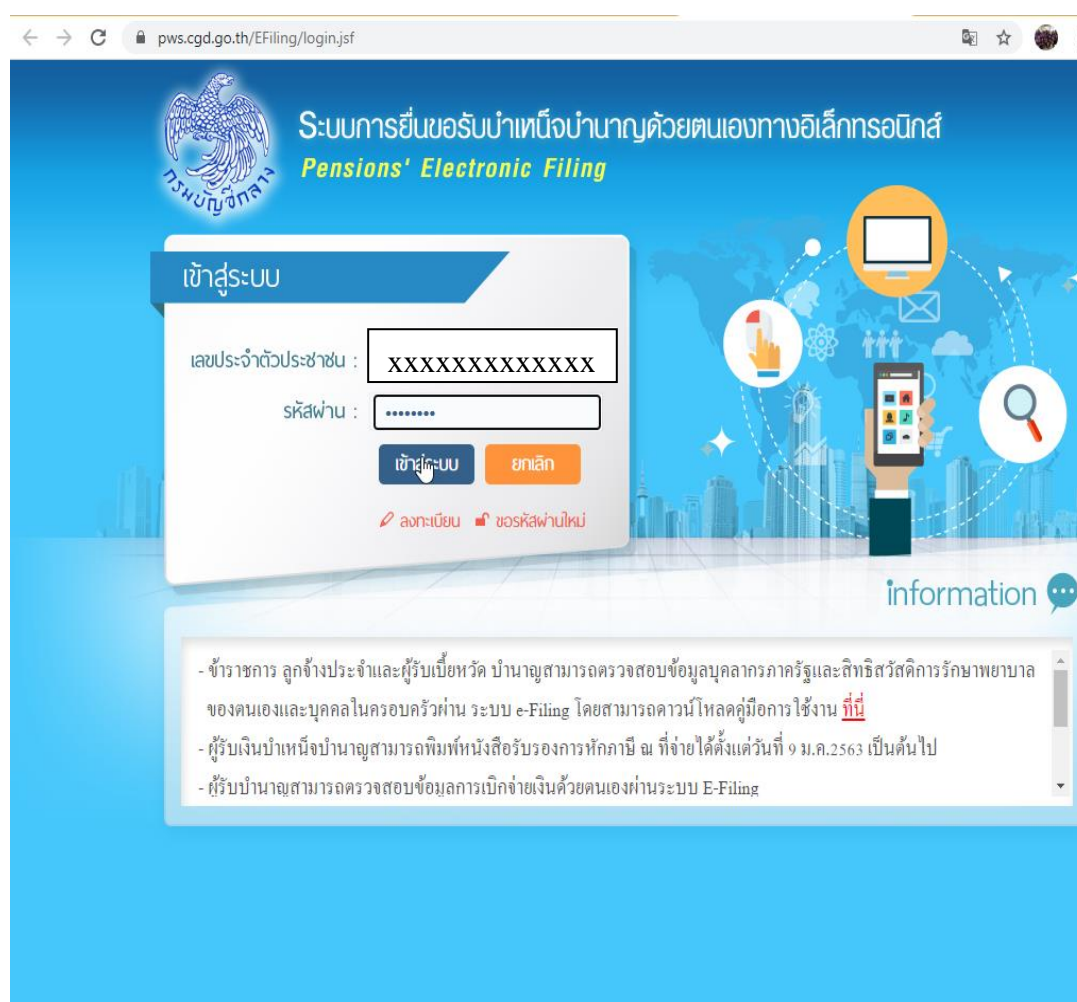 pws.cgd.go.th/EFiling/login.jsf
กรมบัญชีกลาง
ระบบการยื่นขอรับบำเหน็จบำนาญด้วยตนเองทางอิเล็กทรอนิกส์
Pensions' Electronic Filing
เข้าสู่ระบบ
เลขประจำตัวประชาชน : XXXXXXXXXXXXX
รหัสผ่าน : ••••••••
เข้าสู่ระบบ ยกเลิก
ลงทะเบียน ขอรหัสผ่านใหม่
information
- ข้าราชการ ลูกจ้างประจำและผู้รับเบี้ยหวัด บำนาญสามารถตรวจสอบข้อมูลบุคลากรภาครัฐและสิทธิสวัสดิการรักษาพยาบาล
ของตนเองและบุคคลในครอบครัวผ่าน ระบบ e-Filing โดยสามารถดาวน์โหลดคู่มือการใช้งาน ที่นี่
- ผู้รับเงินบำเหน็จบำนาญสามารถพิมพ์หนังสือรับรองการหักภาษี ณ ที่จ่ายได้ตั้งแต่วันที่ 9 ม.ค.2563 เป็นต้นไป
- ผู้รับบำนาญสามารถตรวจสอบข้อมูลการเบิกจ่ายเงินด้วยตนเองผ่านระบบ E-Filing